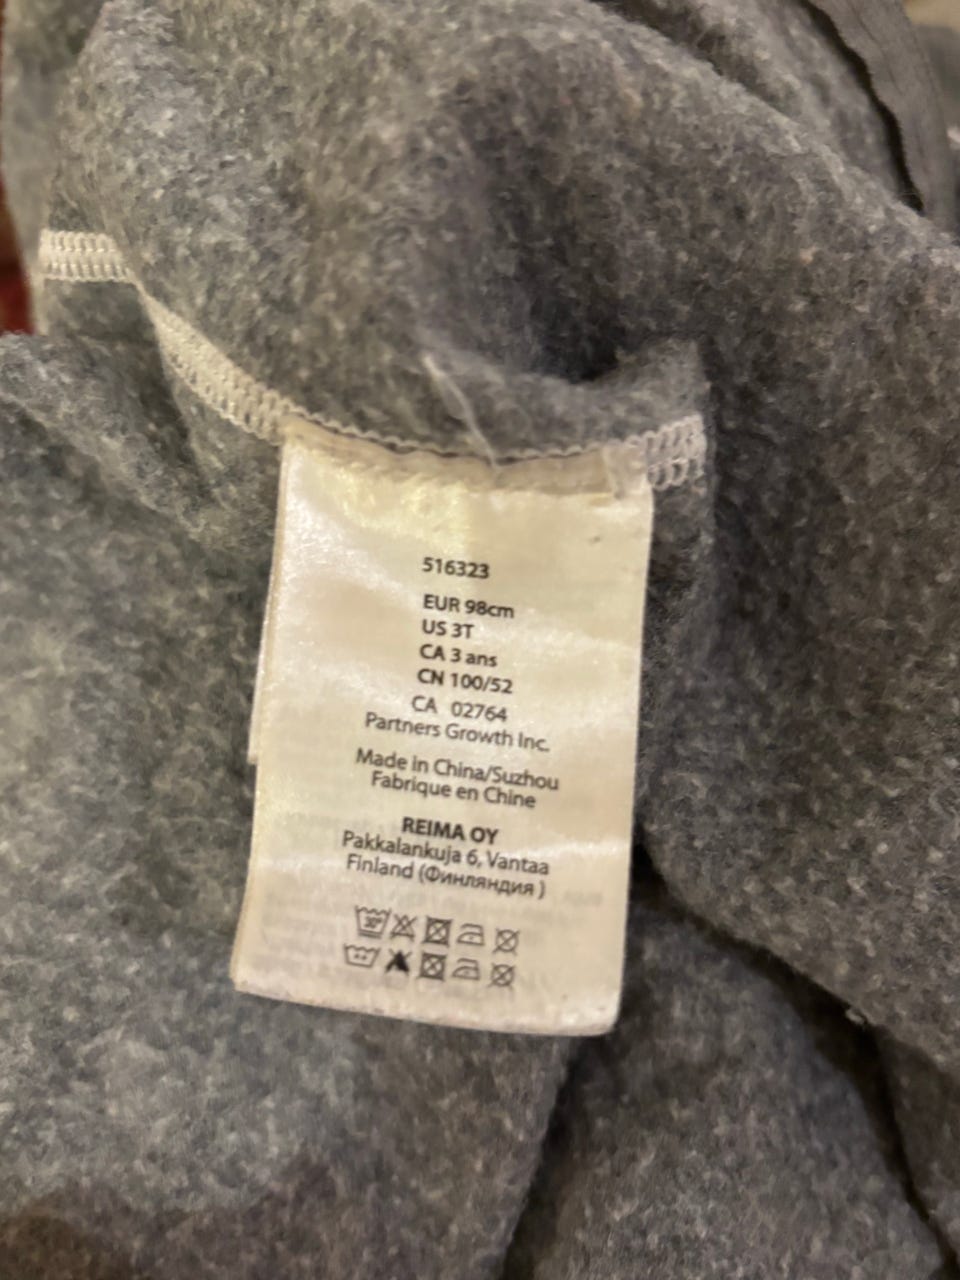 516323
EUR 98cm
US 3T
CA 3 ans
CN 100/52
CA 02764
Partners Growth Inc.
Made in China/Suzhou
Fabrique en Chine
REIMA OY
Pakkalankuja 6, Vantaa
Finland (Финляндия )
30°